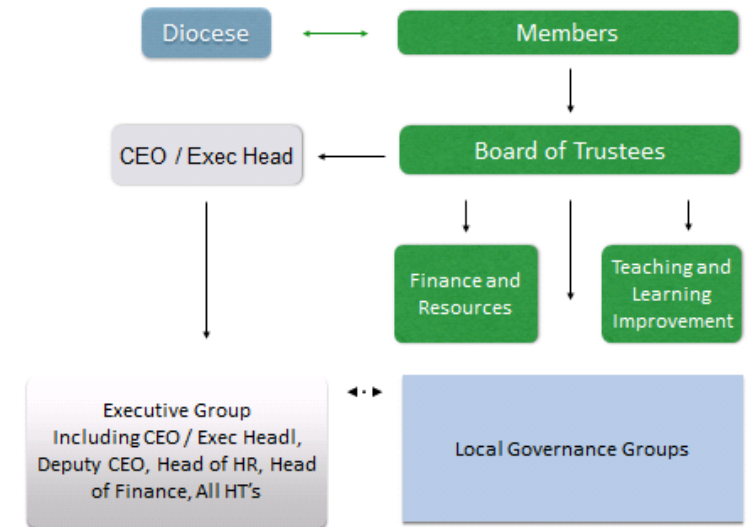 Diocese
Members
CEO / Exec Head
Board of Trustees
Finance and
Resources
Teaching and
Learning
Improvement
Executive Group
Including CEO / Exec Headl,
Deputy CEO, Head of HR, Head
of Finance, All HT's
Local Governance Groups